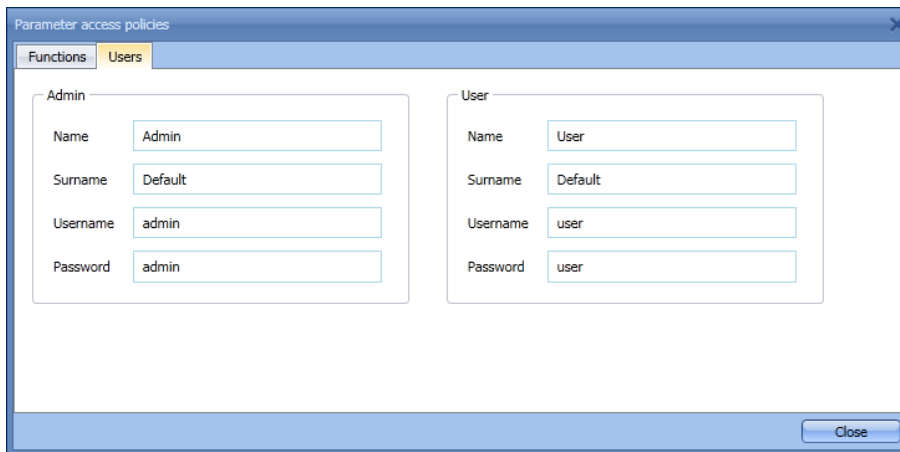 Parameter access policies
Functions Users
Admin
Name Admin
Surname Default
Username admin
Password admin
User
Name User
Surname Default
Username user
Password user
Close